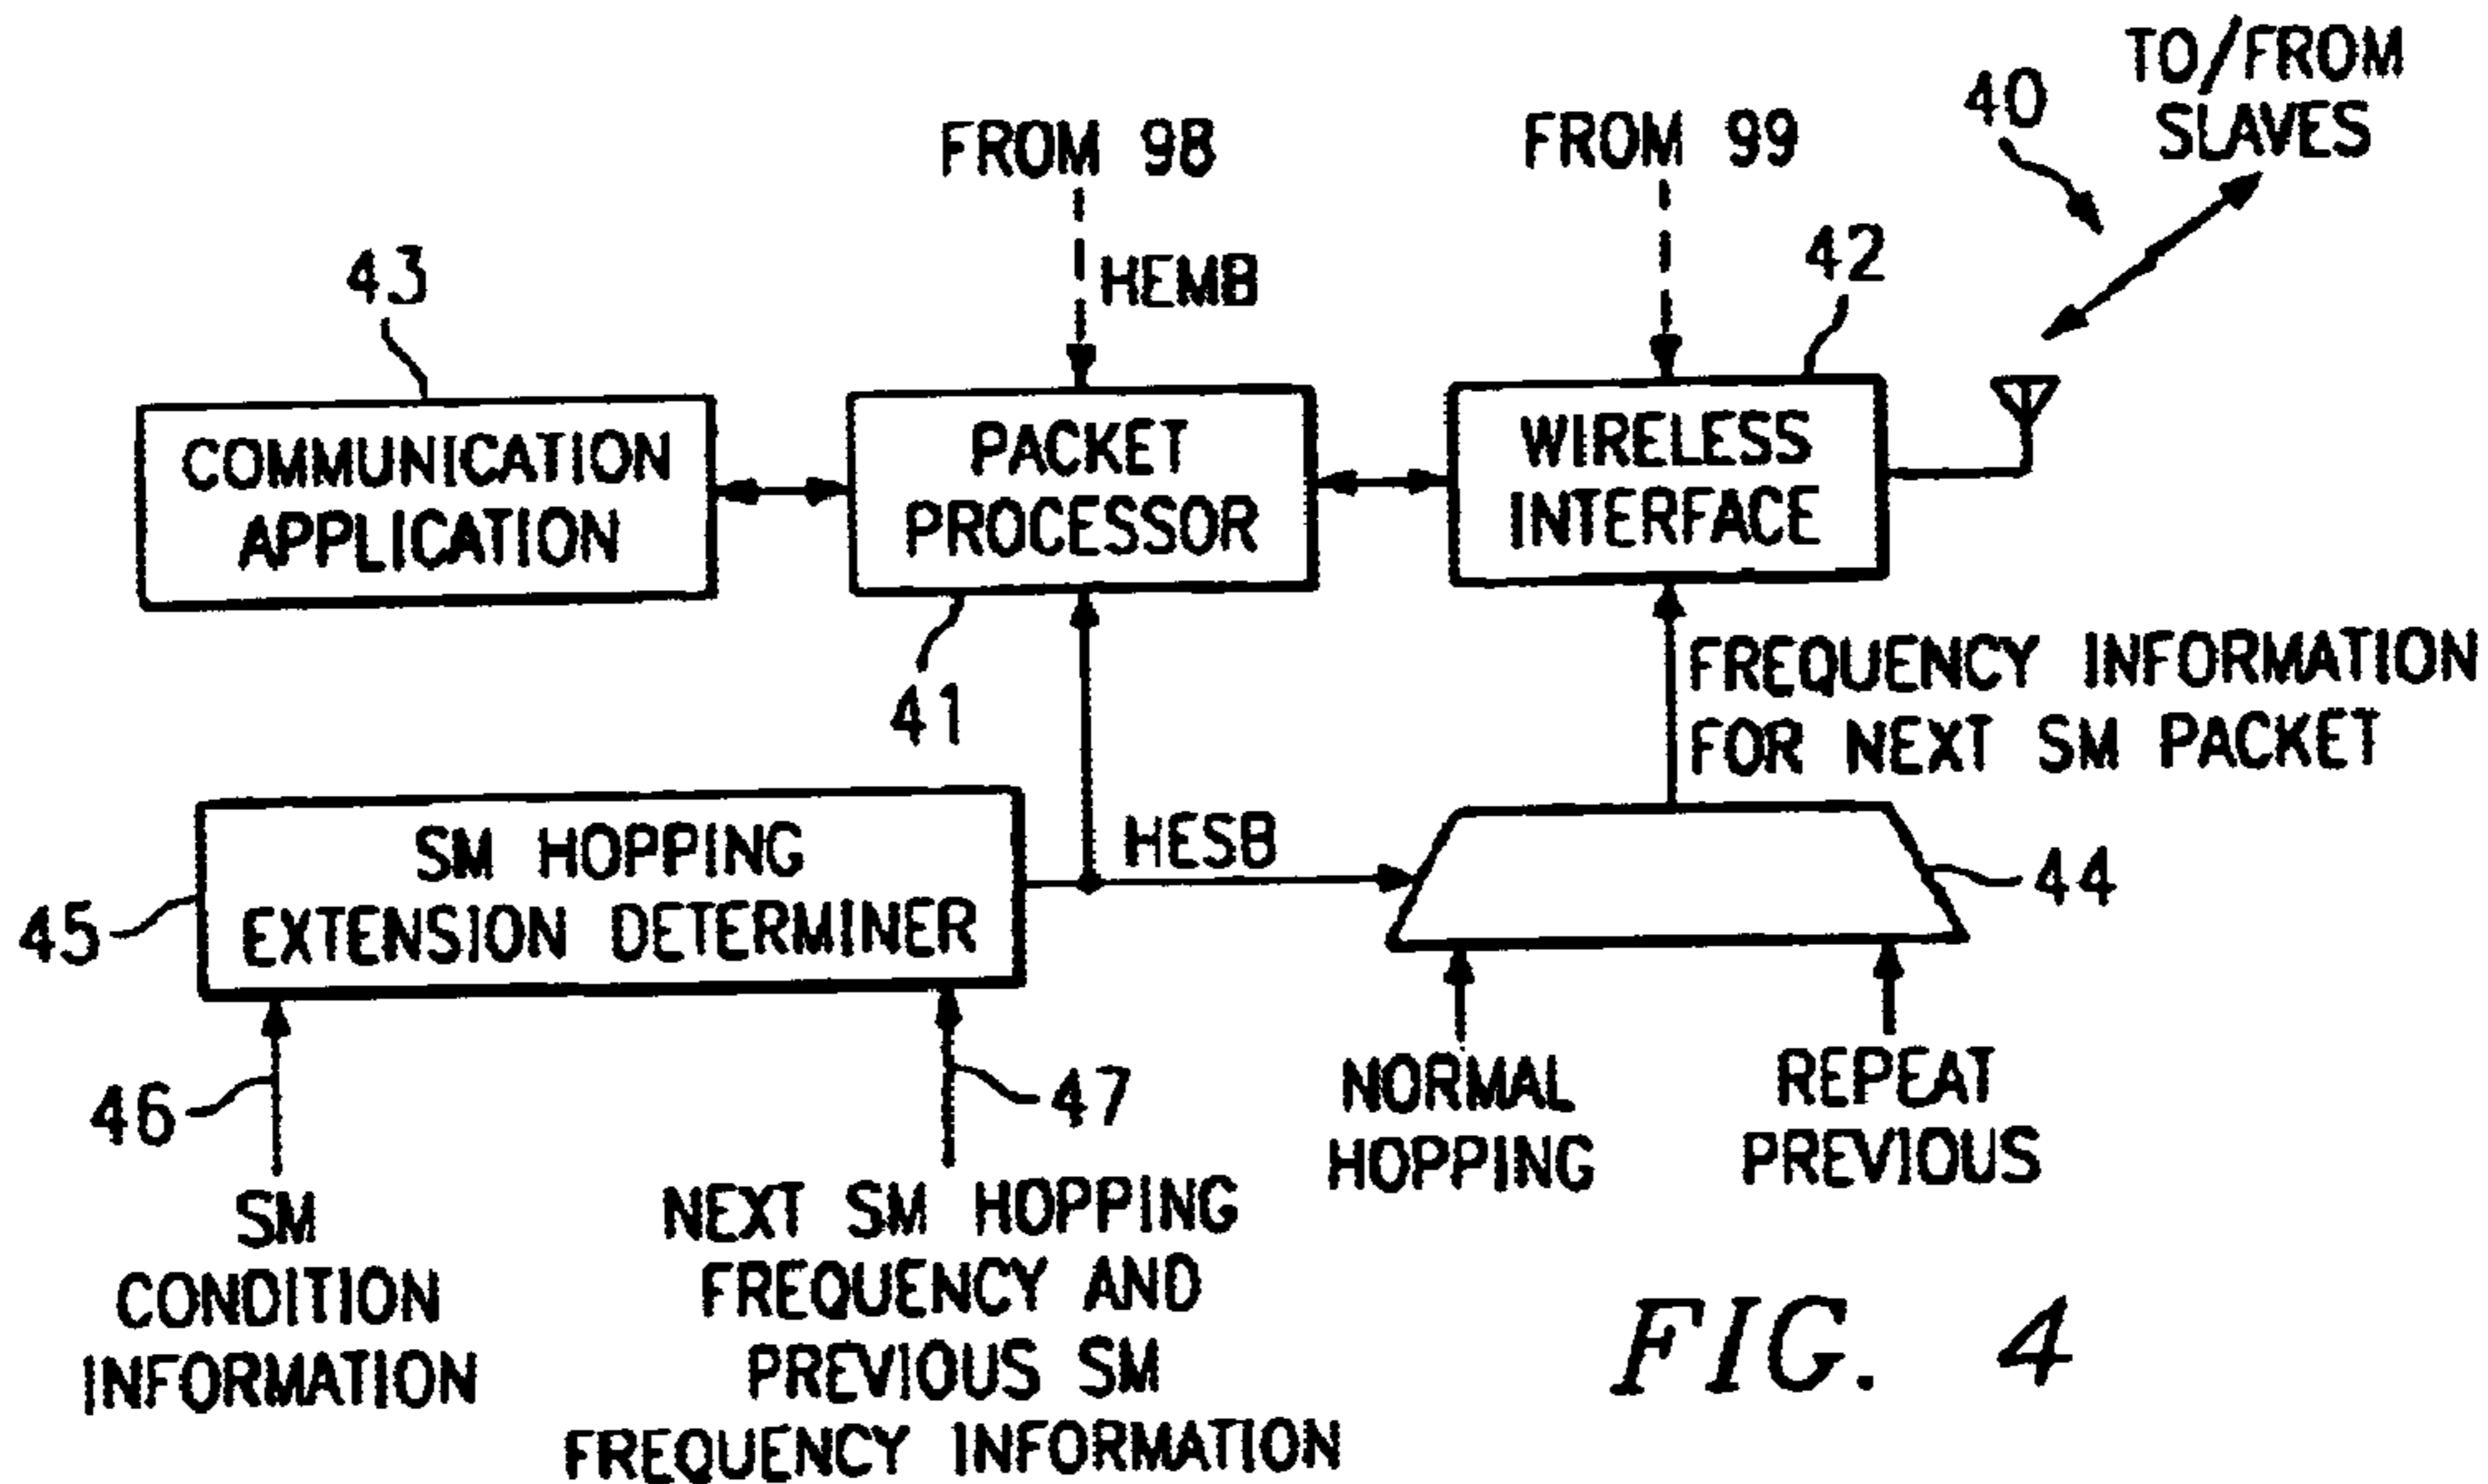 TO/FROM
SLAVES
40
FROM 98
FROM 99
HEMB
42
43
COMMUNICATION
APPLICATION
PACKET
PROCESSOR
WIRELESS
INTERFACE
41
FREQUENCY INFORMATION
FOR NEXT SM PACKET
SM HOPPING
EXTENSION DETERMINER
HESB
44
45
46
47
SM
CONDITION
INFORMATION
NEXT SM HOPPING
FREQUENCY AND
PREVIOUS SM
FREQUENCY INFORMATION
NORMAL
HOPPING
REPEAT
PREVIOUS
FIG. 4